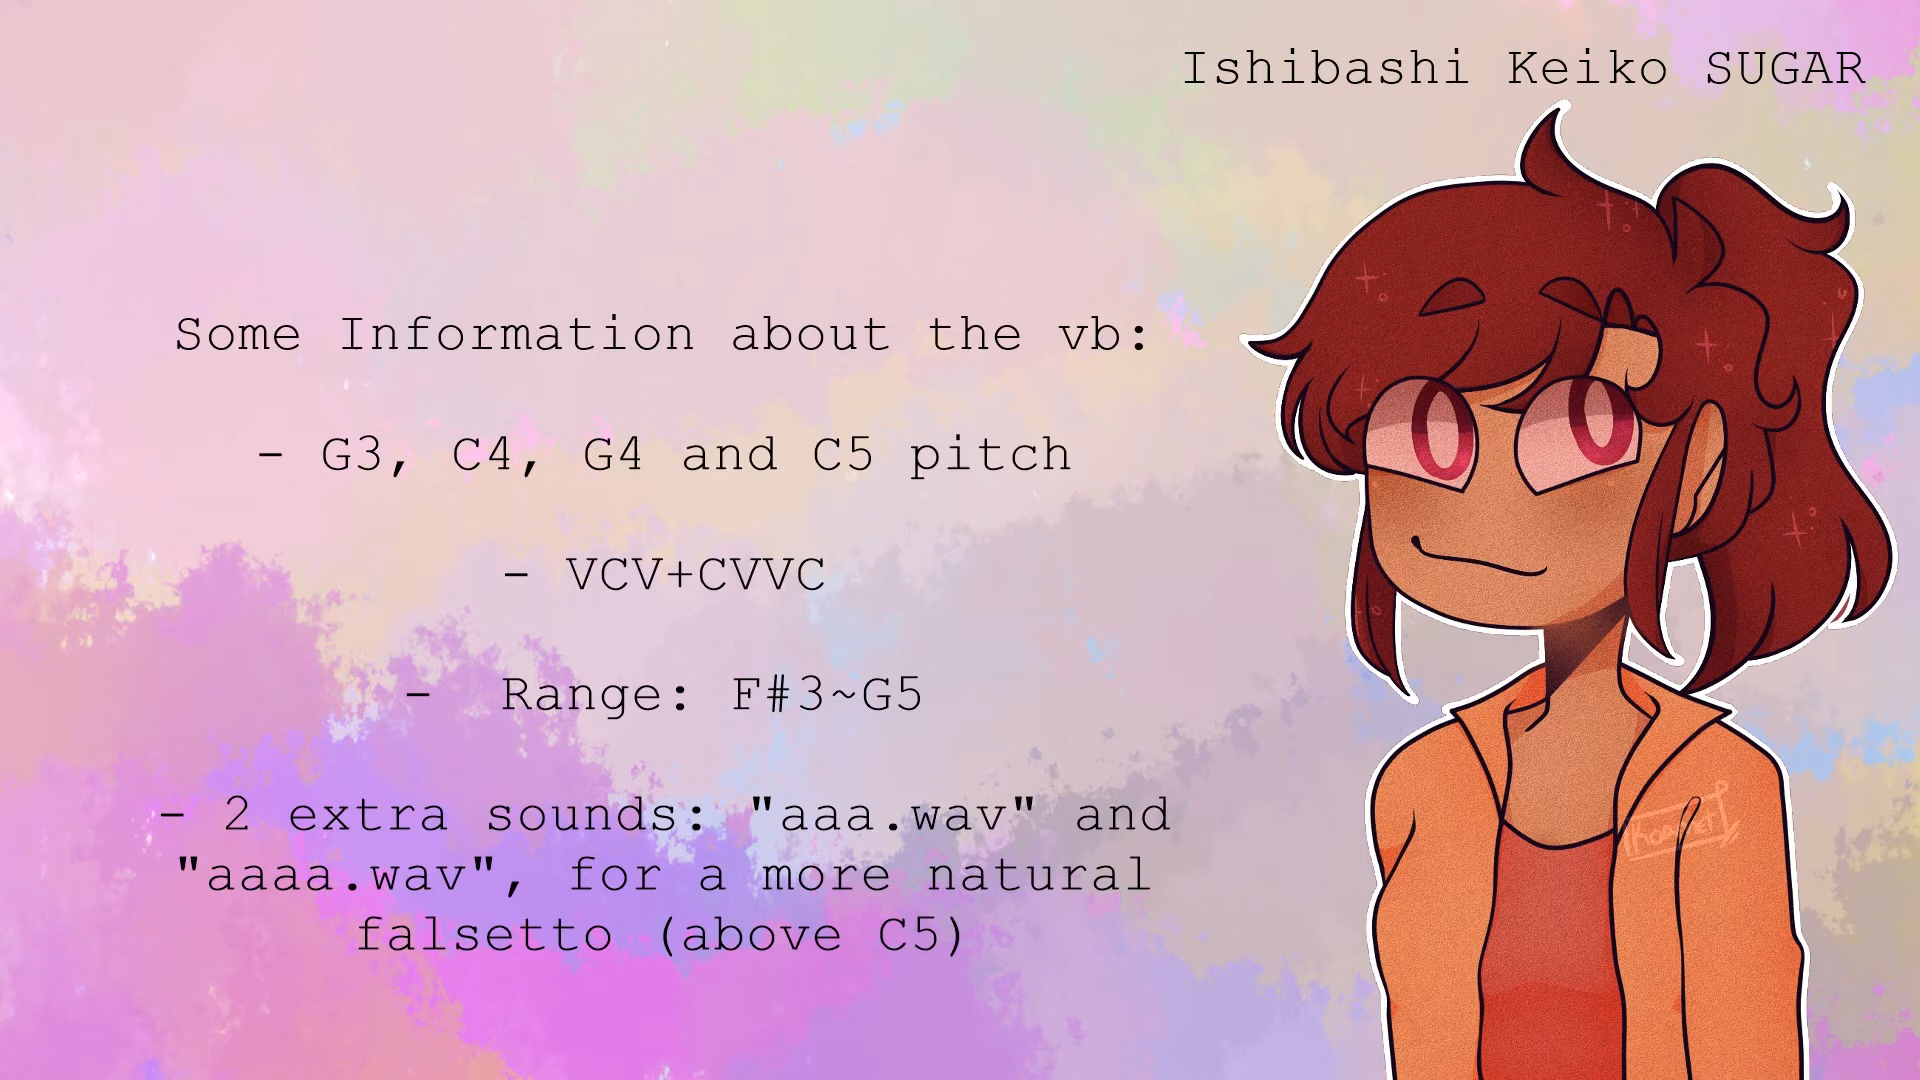 Ishibashi Keiko SUGAR
Some Information about the vb:
- G3, C4, G4 and C5 pitch
- VCV+CVVC
- Range: F#3~G5
- 2 extra sounds: "aaa.wav" and
"aaaa.wav", for a more natural
falsetto (above C5)